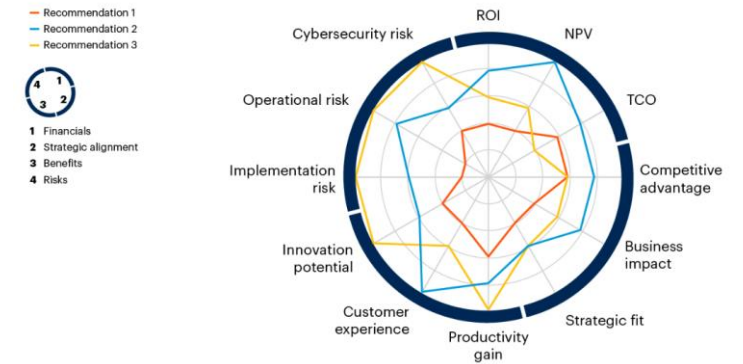 Recommendation 1
Recommendation 2
Recommendation 3
4 1
3 2
1 Financials
2 Strategic alignment
3 Benefits
4 Risks
ROI
NPV
TCO
Competitive
advantage
Business
impact
Strategic fit
Productivity
gain
Customer
experience
Innovation
potential
Implementation
risk
Operational risk
Cybersecurity risk